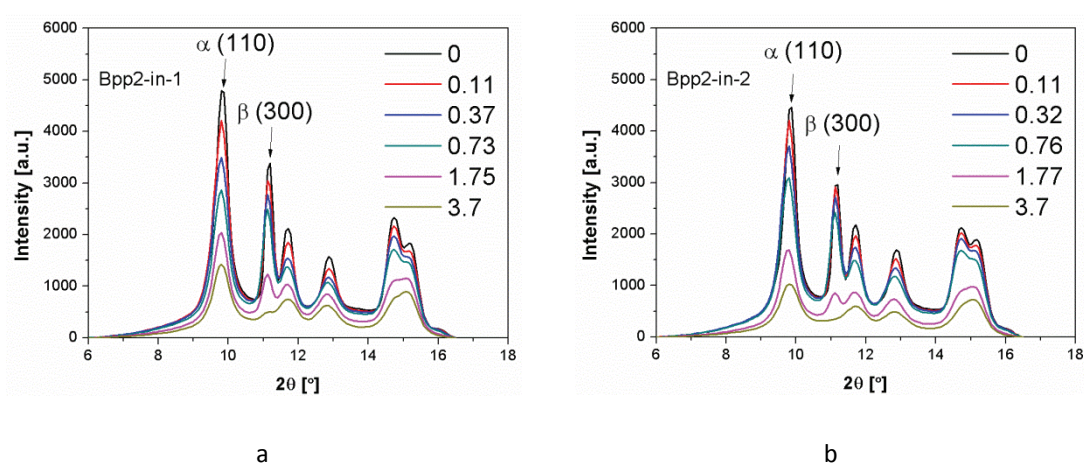 6000
5000
4000
3000
2000
1000
0
Intensity [a.u.]
α (110)
Bpp2-in-1
β (300)
0
0.11
0.37
0.73
1.75
3.7
6 8 10 12 14 16 18
2θ [°]
a
6000
5000
4000
3000
2000
1000
0
Intensity [a.u.]
Bpp2-in-2
α (110)
β (300)
0
0.11
0.32
0.76
1.77
3.7
6 8 10 12 14 16 18
2θ [°]
b